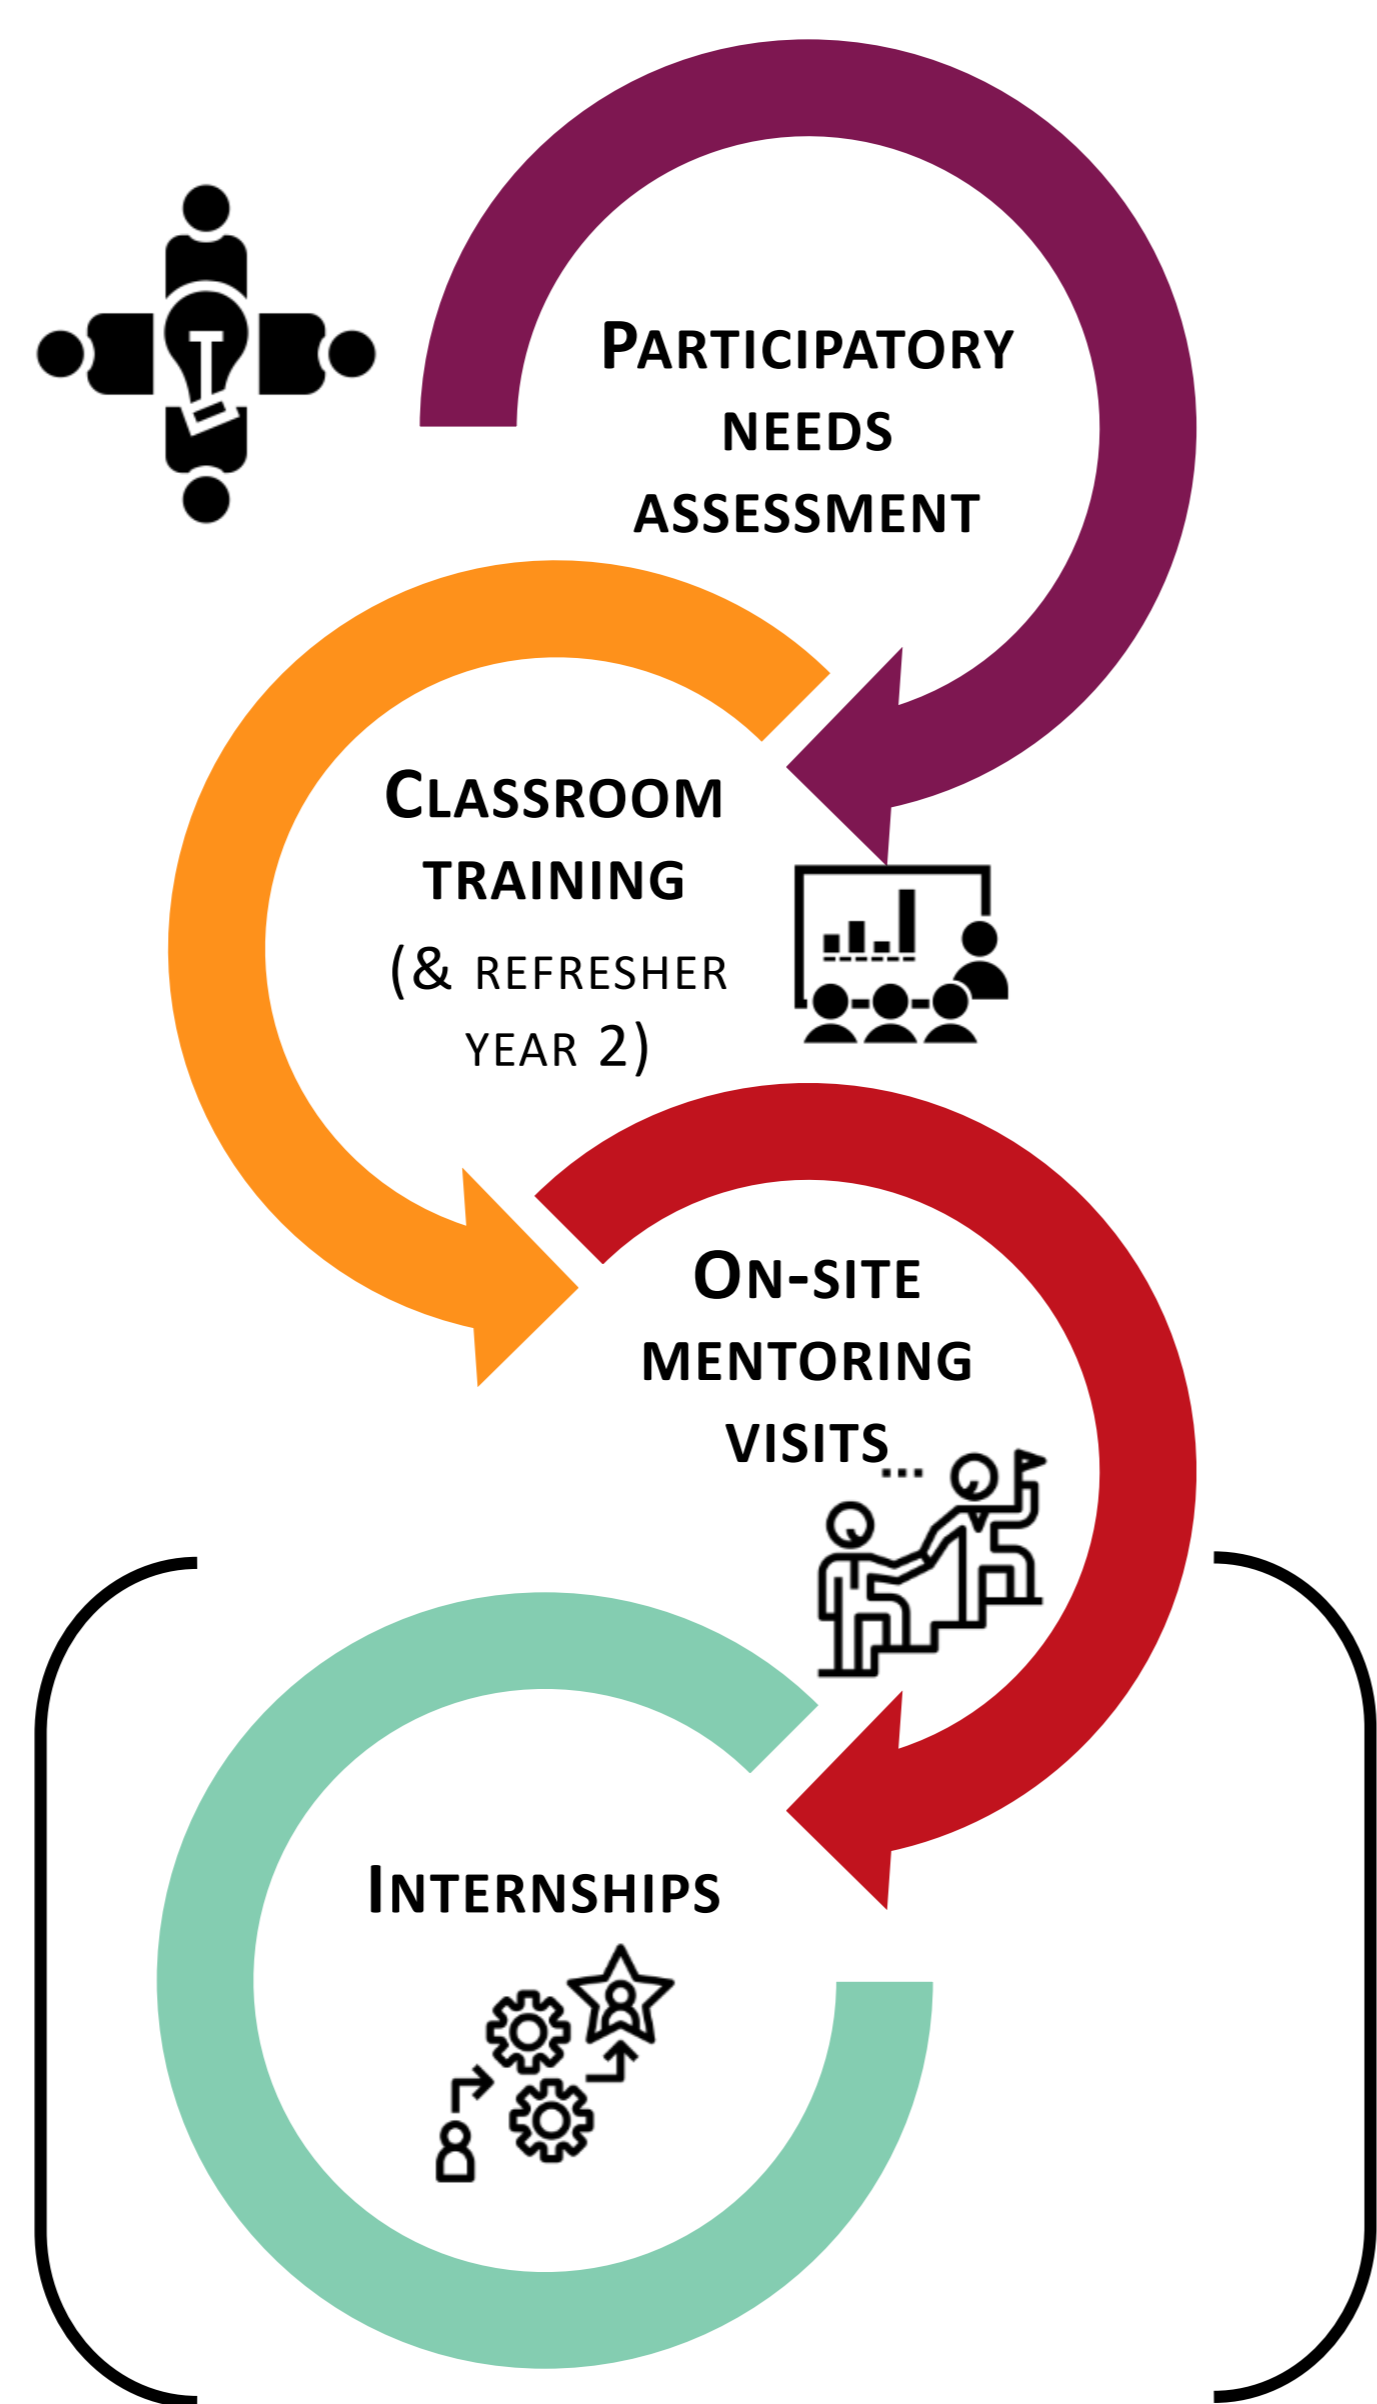 Participatory
needs
assessment
Classroom
training
(& refresher
year 2)
On-site
mentoring
visits
Internships